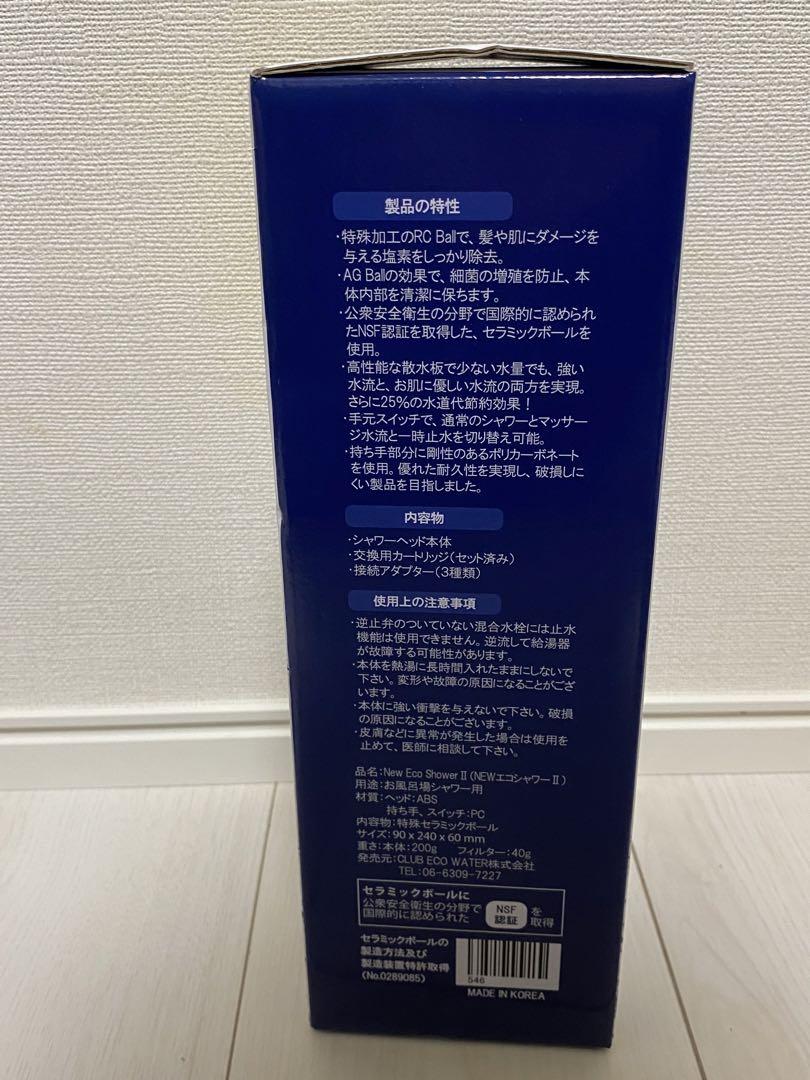 製品の特性
・特殊加工のRC Ballで、髪や肌にダメージを
与える塩素をしっかり除去。
・AG Ballの効果で、細菌の増殖を防止、本
体内部を清潔に保ちます。
・公衆安全衛生の分野で国際的に認められ
たNSF認証を取得した、セラミックボールを
使用。
・高性能な散水板で少ない水量でも、強い
水流と、お肌に優しい水流の両方を実現。
さらに25%の水道代節約効果！
・手元スイッチで、通常のシャワーとマッサー
ジ水流と一時止水を切り替え可能。
・持ち手部分に剛性のあるポリカーボネート
を使用。優れた耐久性を実現し、破損しに
くい製品を目指しました。
内容物
・シャワーヘッド本体
・交換用カートリッジ（セット済み）
・接続アダプター（3種類）
使用上の注意事項
・逆止弁のついていない混合水栓には止水
機能は使用できません。逆流して給湯器
が故障する可能性があります。
・本体を熱湯に長時間入れたままにしないで
下さい。変形や故障の原因になることがござ
います。
・本体に強い衝撃を与えないで下さい。破損
の原因になることがございます。
・皮膚などに異常が発生した場合は使用を
止めて、医師に相談して下さい。
品名：New Eco Shower II（NEWエコシャワーII）
用途：お風呂場シャワー用
材質：ヘッド：ABS
持ち手、スイッチ：PC
内容物：特殊セラミックボール
サイズ：90 x 240 x 60 mm
重さ：本体：200g フィルター：40g
発売元：CLUB ECO WATER株式会社
TEL：06-6309-7227
セラミックボールに
公衆安全衛生の分野で
国際的に認められた
NSF
認証
を
取得
セラミックボールの
製造方法及び
製造装置特許取得
（No.0289085）
546
MADE IN KOREA